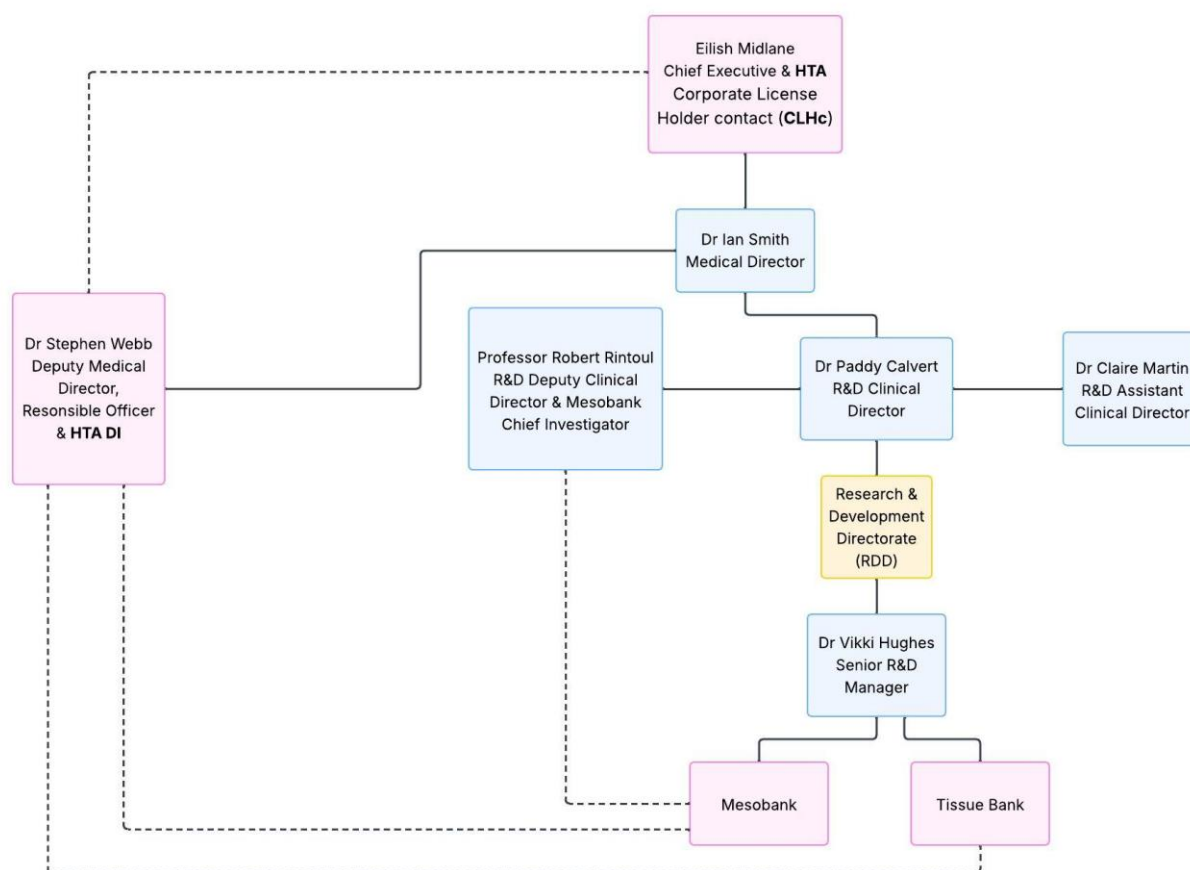 Eilish Midlane
Chief Executive & HTA
Corporate License
Holder contact (CLHc)
Dr Ian Smith
Medical Director
Dr Stephen Webb
Deputy Medical
Director,
Resonsible Officer
& HTA DI
Professor Robert Rintoul
R&D Deputy Clinical
Director & Mesobank
Chief Investigator
Dr Paddy Calvert
R&D Clinical
Director
Dr Claire Martin
R&D Assistant
Clinical Director
Research &
Development
Directorate
(RDD)
Dr Vikki Hughes
Senior R&D
Manager
Mesobank
Tissue Bank